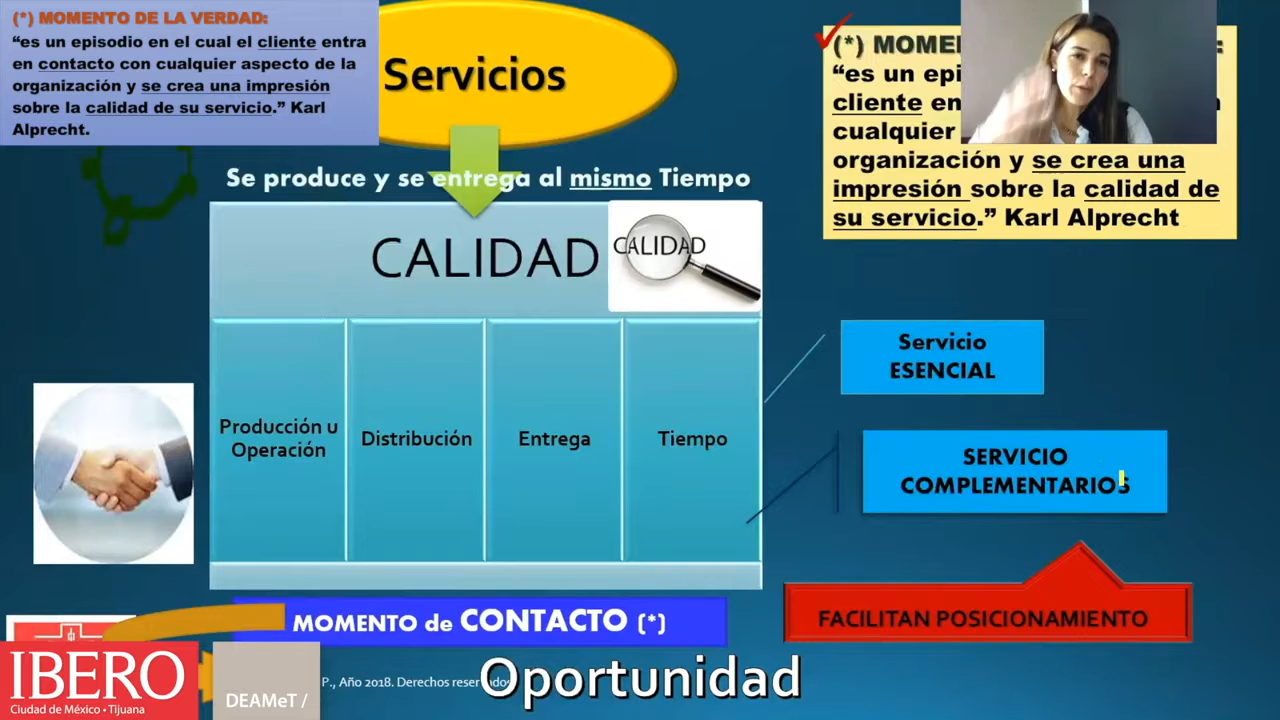 (*) MOMENTO DE LA VERDAD:
“es un episodio en el cual el cliente entra
en contacto con cualquier aspecto de la
organización y se crea una impresión
sobre la calidad de su servicio.” Karl
Alprecht.
Servicios
Se produce y se entrega al mismo Tiempo
CALIDAD
CALIDAD
Producción u
Operación
Distribución
Entrega
Tiempo
(*)
“es un
cliente
cualquier
organización y se crea una
impresión sobre la calidad de
su servicio.” Karl Alprecht
Servicio
ESENCIAL
SERVICIO
COMPLEMENTARIOS
FACILITAN POSICIONAMIENTO
MOMENTO de CONTACTO (*)
Oportunidad
P., Año 2018. Derechos reservados
IBERO
Ciudad de México • Tijuana
DEAMeT /